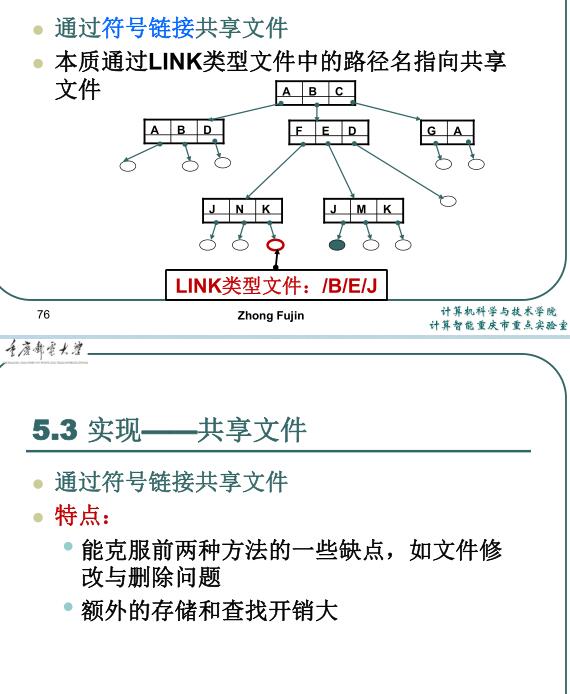 通过符号链接共享文件
本质通过LINK类型文件中的路径名指向共享
文件
A B C
A B D
F E D
G A
J N K
J M K
LINK类型文件：/B/E/J
76
Zhong Fujin
计算机科学与技术学院
计算智能重庆市重点实验室
重庆邮电大学
5.3 实现——共享文件
通过符号链接共享文件
特点：
能克服前两种方法的一些缺点，如文件修
改与删除问题
额外的存储和查找开销大